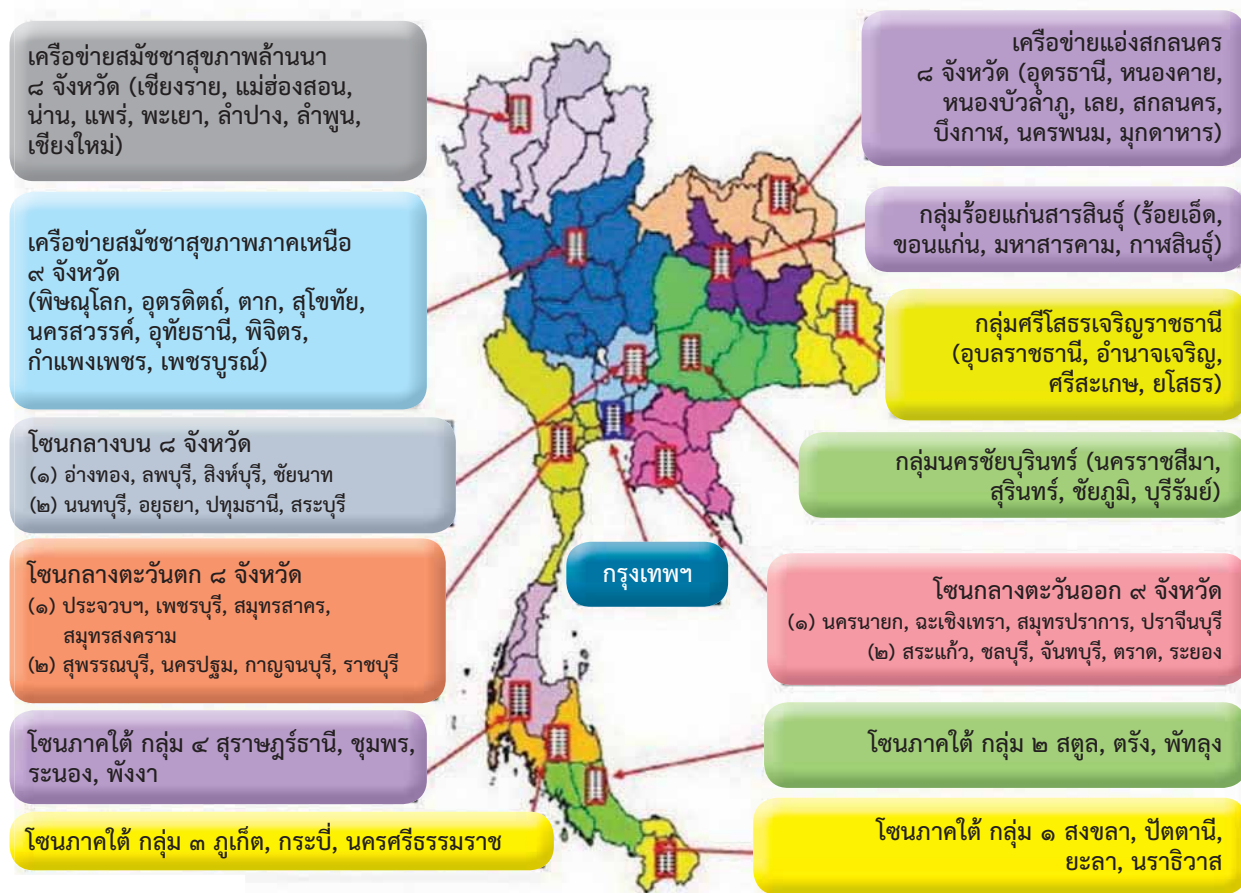 เครือข่ายสมัชชาสุขภาพล้านนา
๘ จังหวัด (เชียงราย, แม่ฮ่องสอน,
น่าน, แพร่, พะเยา, ลำปาง, ลำพูน,
เชียงใหม่)
เครือข่ายสมัชชาสุขภาพภาคเหนือ
๙ จังหวัด
(พิษณุโลก, อุตรดิตถ์, ตาก, สุโขทัย,
นครสวรรค์, อุทัยธานี, พิจิตร,
กำแพงเพชร, เพชรบูรณ์)
โซนกลางบน ๘ จังหวัด
(๑) อ่างทอง, ลพบุรี, สิงห์บุรี, ชัยนาท
(๒) นนทบุรี, อยุธยา, ปทุมธานี, สระบุรี
โซนกลางตะวันตก ๘ จังหวัด
(๑) ประจวบฯ, เพชรบุรี, สมุทรสาคร,
สมุทรสงคราม
(๒) สุพรรณบุรี, นครปฐม, กาญจนบุรี, ราชบุรี
โซนภาคใต้ กลุ่ม ๔ สุราษฎร์ธานี, ชุมพร,
ระนอง, พังงา
โซนภาคใต้ กลุ่ม ๓ ภูเก็ต, กระบี่, นครศรีธรรมราช
กรุงเทพฯ
เครือข่ายแอ่งสกลนคร
๘ จังหวัด (อุดรธานี, หนองคาย,
หนองบัวลำภู, เลย, สกลนคร,
บึงกาฬ, นครพนม, มุกดาหาร)
กลุ่มร้อยแก่นสารสินธุ์ (ร้อยเอ็ด,
ขอนแก่น, มหาสารคาม, กาฬสินธุ์)
กลุ่มศรีโสธรเจริญราชธานี
(อุบลราชธานี, อำนาจเจริญ,
ศรีสะเกษ, ยโสธร)
กลุ่มนครชัยบุรินทร์ (นครราชสีมา,
สุรินทร์, ชัยภูมิ, บุรีรัมย์)
โซนกลางตะวันออก ๙ จังหวัด
(๑) นครนายก, ฉะเชิงเทรา, สมุทรปราการ, ปราจีนบุรี
(๒) สระแก้ว, ชลบุรี, จันทบุรี, ตราด, ระยอง
โซนภาคใต้ กลุ่ม ๒ สตูล, ตรัง, พัทลุง
โซนภาคใต้ กลุ่ม ๑ สงขลา, ปัตตานี,
ยะลา, นราธิวาส